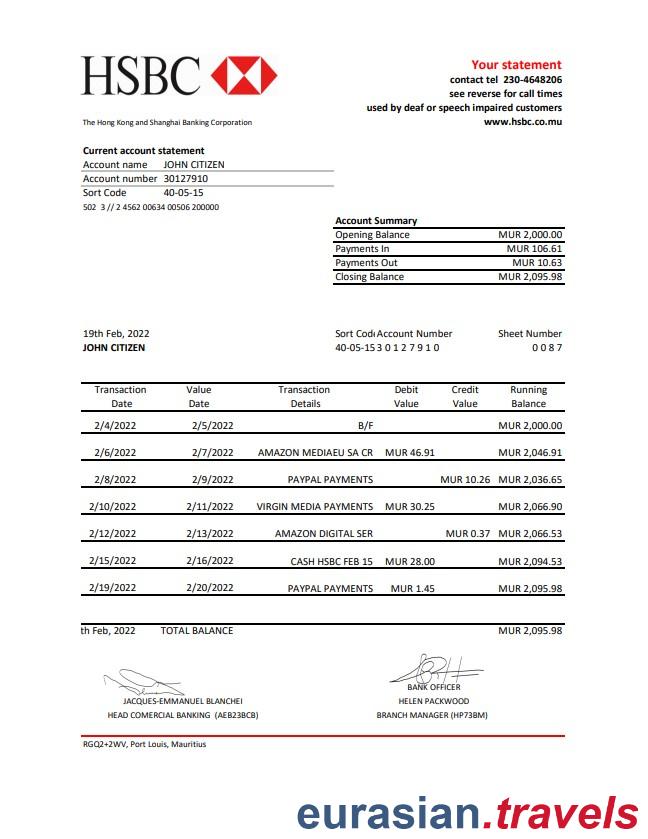 HSBC
Your statement
contact tel 230-4648206
see reverse for call times
used by deaf or speech impaired customers
www.hsbc.co.mu
The Hong Kong and Shanghai Banking Corporation
Current account statement
Account name JOHN CITIZEN
Account number 30127910
Sort Code 40-05-15
502 3 // 2 4562 00634 00506 200000
Account Summary
Opening Balance MUR 2,000.00
Payments In MUR 106.61
Payments Out MUR 10.63
Closing Balance MUR 2,095.98
19th Feb, 2022 Sort Cod Account Number Sheet Number
JOHN CITIZEN 40-05-15 3 0 1 2 7 9 1 0 0 0 8 7
Transaction Value Transaction Debit Credit Running
Date Date Details Value Value Balance
2/4/2022 2/5/2022 B/F MUR 2,000.00
2/6/2022 2/7/2022 AMAZON MEDIAEU SA CR MUR 46.91 MUR 2,046.91
2/8/2022 2/9/2022 PAYPAL PAYMENTS MUR 10.26 MUR 2,036.65
2/10/2022 2/11/2022 VIRGIN MEDIA PAYMENTS MUR 30.25 MUR 2,066.90
2/12/2022 2/13/2022 AMAZON DIGITAL SER MUR 0.37 MUR 2,066.53
2/15/2022 2/16/2022 CASH HSBC FEB 15 MUR 28.00 MUR 2,094.53
2/19/2022 2/20/2022 PAYPAL PAYMENTS MUR 1.45 MUR 2,095.98
th Feb, 2022 TOTAL BALANCE MUR 2,095.98
BANK OFFICER
JACQUES-EMMANUEL BLANCHEI HELEN PACKWOOD
HEAD COMERCIAL BANKING (AEB23BCB) BRANCH MANAGER (HP73BM)
RGQ2+2WV, Port Louis, Mauritius
eurasian.travels